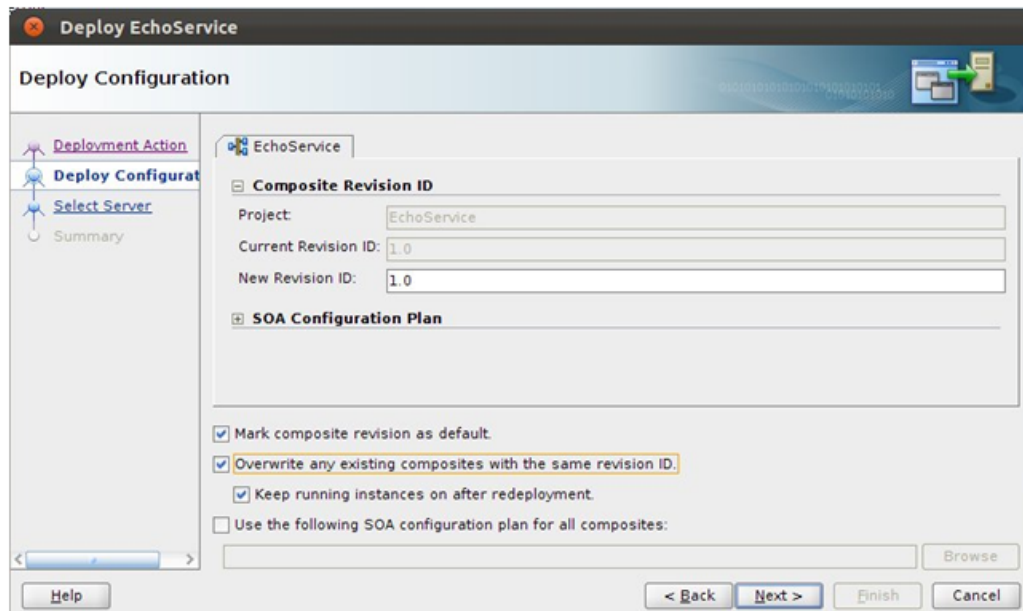 Deploy EchoService
Deploy Configuration
Deployment Action
Deploy Configurat
Select Server
Summary
EchoService
Composite Revision ID
Project: EchoService
Current Revision ID: 1.0
New Revision ID: 1.0
SOA Configuration Plan
Mark composite revision as default.
Overwrite any existing composites with the same revision ID.
Keep running instances on after redeployment.
Use the following SOA configuration plan for all composites:
Browse
Help
< Back
Next >
Finish
Cancel